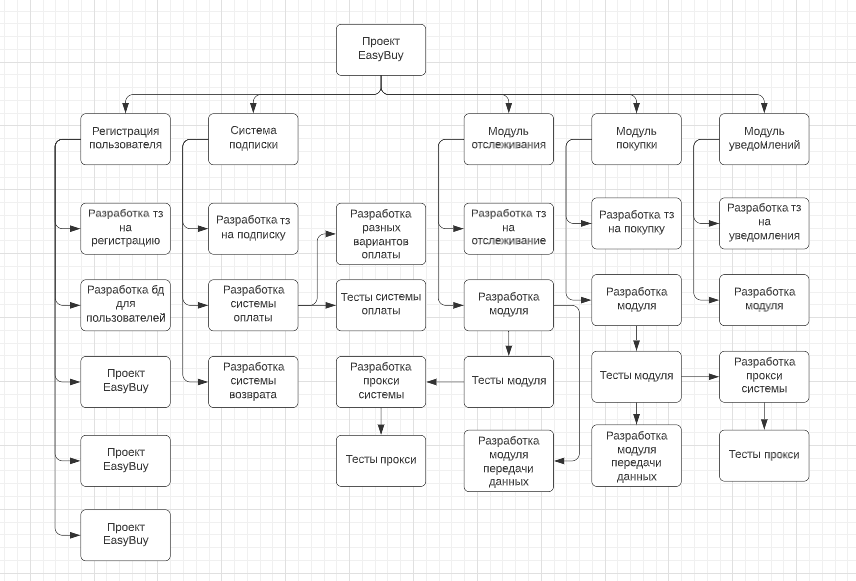 Проект
EasyBuy
Регистрация
пользователя
Система
подписки
Модуль
отслеживания
Модуль
покупки
Модуль
уведомлений
Разработка тз
на
регистрацию
Разработка тз
на подписку
Разработка
разных
вариантов
оплаты
Разработка тз
на
отслеживание
Разработка тз
на покупку
Разработка тз
на
уведомления
Разработка бд
для
пользователей
Разработка
системы
оплаты
Тесты системы
оплаты
Разработка
модуля
Разработка
модуля
Разработка
модуля
Проект
EasyBuy
Разработка
системы
возврата
Разработка
прокси
системы
Тесты модуля
Тесты модуля
Разработка
прокси
системы
Проект
EasyBuy
Тесты прокси
Разработка
модуля
передачи
данных
Разработка
модуля
передачи
данных
Тесты прокси
Проект
EasyBuy